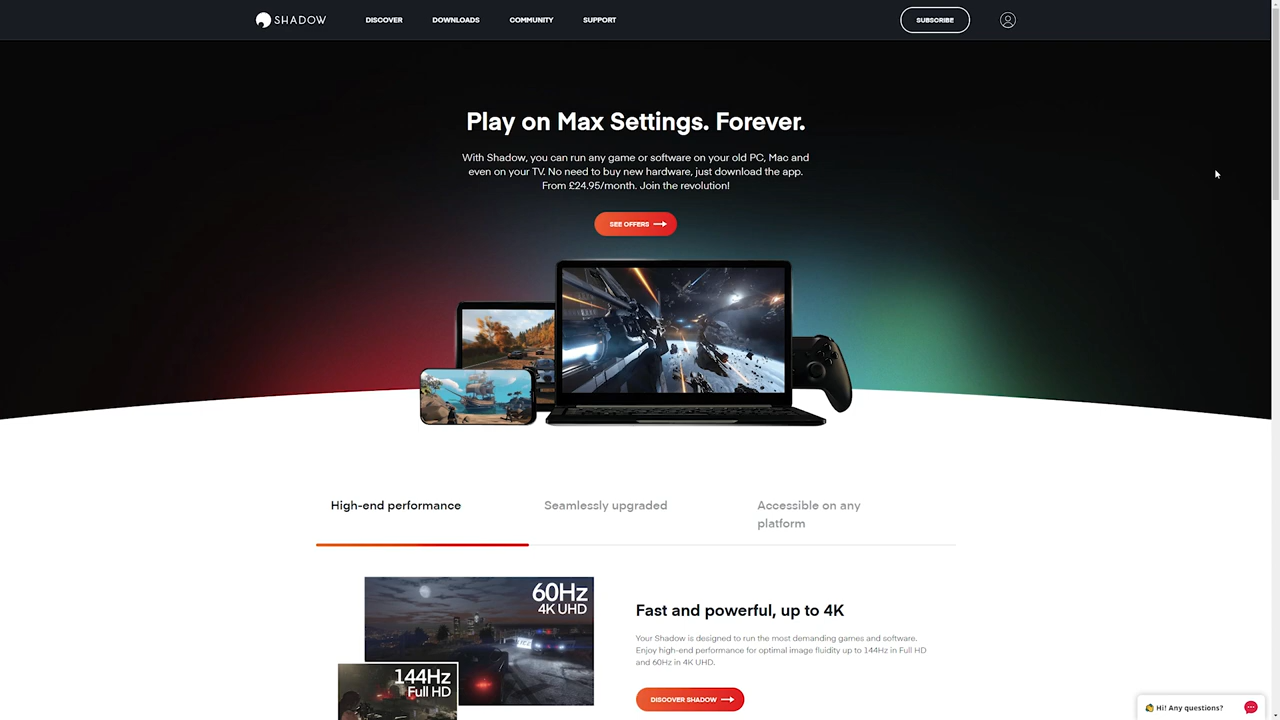 SHADOW
DISCOVER
DOWNLOADS
COMMUNITY
SUPPORT
SUBSCRIBE
Play on Max Settings. Forever.
With Shadow, you can run any game or software on your old PC, Mac and
even on your TV. No need to buy new hardware, just download the app.
From £24.95/month. Join the revolution!
SEE OFFERS
High-end performance
Seamlessly upgraded
Accessible on any
platform
60Hz
4K UHD
144Hz
Full HD
Fast and powerful, up to 4K
Your Shadow is designed to run the most demanding games and software.
Enjoy high-end performance for optimal image fluidity up to 144Hz in Full HD
and 60Hz in 4K UHD.
DISCOVER SHADOW
Hi! Any questions?